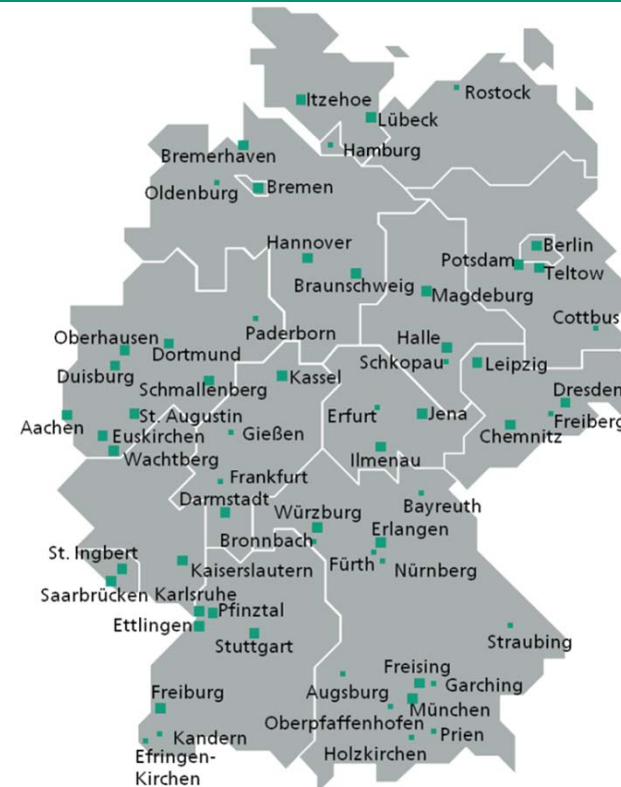 Rostock
Itzehoe
Lübeck
Hamburg
Bremerhaven
Oldenburg
Bremen
Hannover
Berlin
Potsdam
Teltow
Braunschweig
Magdeburg
Cottbus
Paderborn
Oberhausen
Dortmund
Halle
Schkopau
Leipzig
Duisburg
Schmallenberg
Kassel
Dresden
Aachen
St. Augustin
Erfurt
Jena
Freiberg
Euskirchen
Gießen
Chemnitz
Wachtberg
Ilmenau
Frankfurt
Darmstadt
Bayreuth
Würzburg
Erlangen
Bronnbach
St. Ingbert
Kaiserslautern
Fürth
Nürnberg
Saarbrücken
Karlsruhe
Pfinztal
Ettlingen
Stuttgart
Straubing
Freising
Garching
Freiburg
Augsburg
München
Oberpfaffenhofen
Kandern
Prien
Efringen-
Kirchen
Holzkirchen